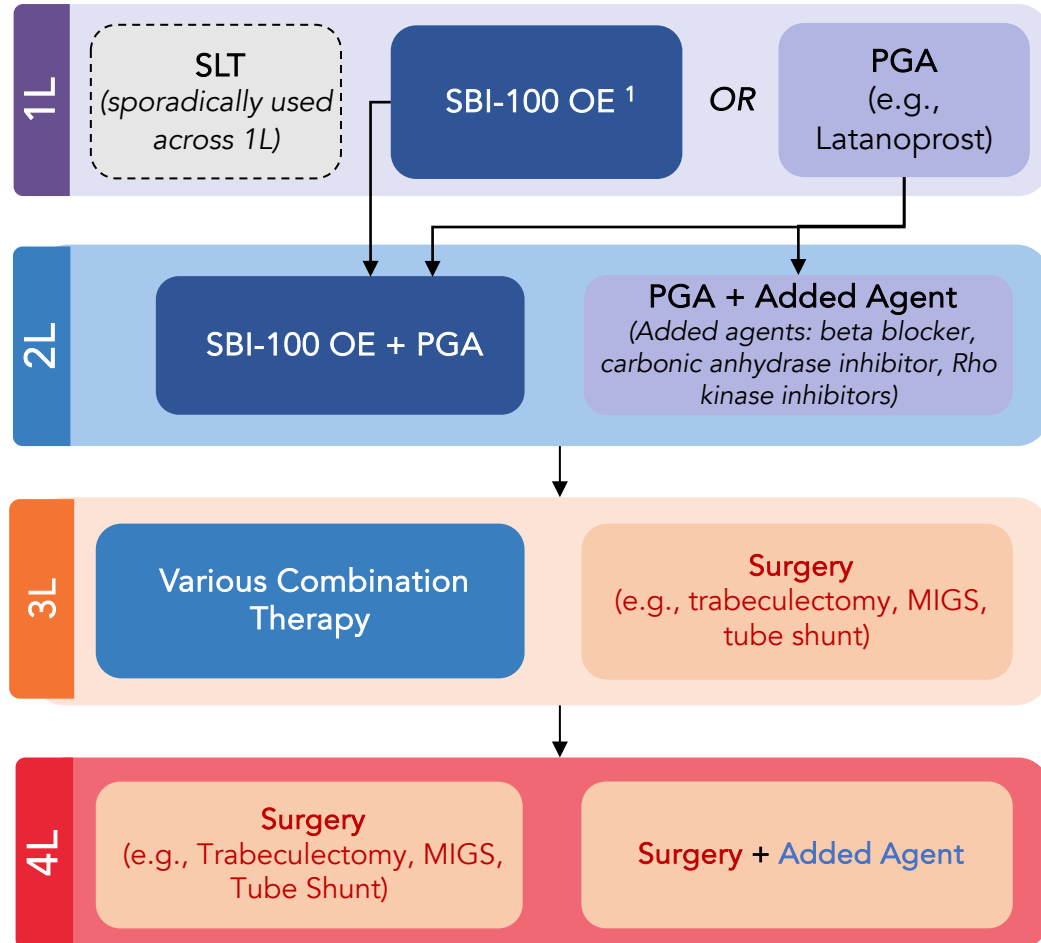 1L
SLT
(sporadically used
across 1L)
SBI-100 OE 1
OR
PGA
(e.g.,
Latanoprost)
2L
SBI-100 OE + PGA
PGA + Added Agent
(Added agents: beta blocker,
carbonic anhydrase inhibitor, Rho
kinase inhibitors)
3L
Various Combination
Therapy
Surgery
(e.g., trabeculectomy, MIGS,
tube shunt)
4L
Surgery
(e.g., Trabeculectomy, MIGS,
Tube Shunt)
Surgery + Added Agent